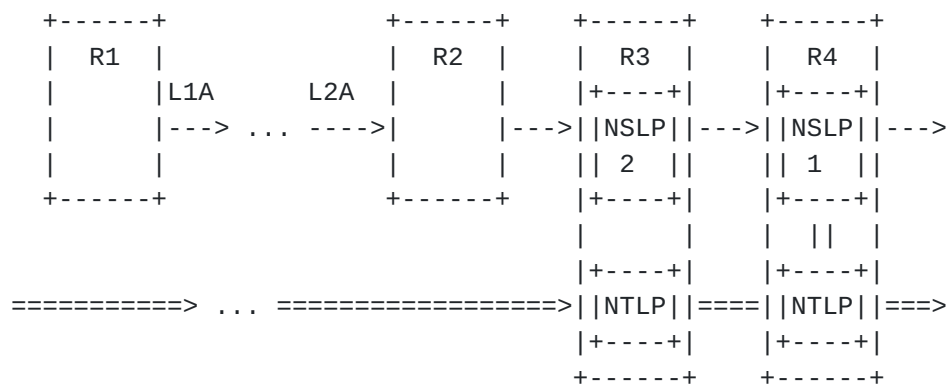 +------+                  +------+      +------+      +------+
|  R1  |                  |  R2  |      |  R3  |      |  R4  |
|      |L1A          L2A  |      |      |+----+|      |+----+|
|      |---> ... ---->|      |--->||NSLP||--->||NSLP||--->
|      |                  |      |      || 2  ||      || 1  ||
+------+                  +------+      |+----+|      |+----+|
|      |      |  ||  |
|+----+|      |+----+|
===========> ... =================>||NTLP||====||NTLP||===>
|+----+|      |+----+|
+------+      +------+